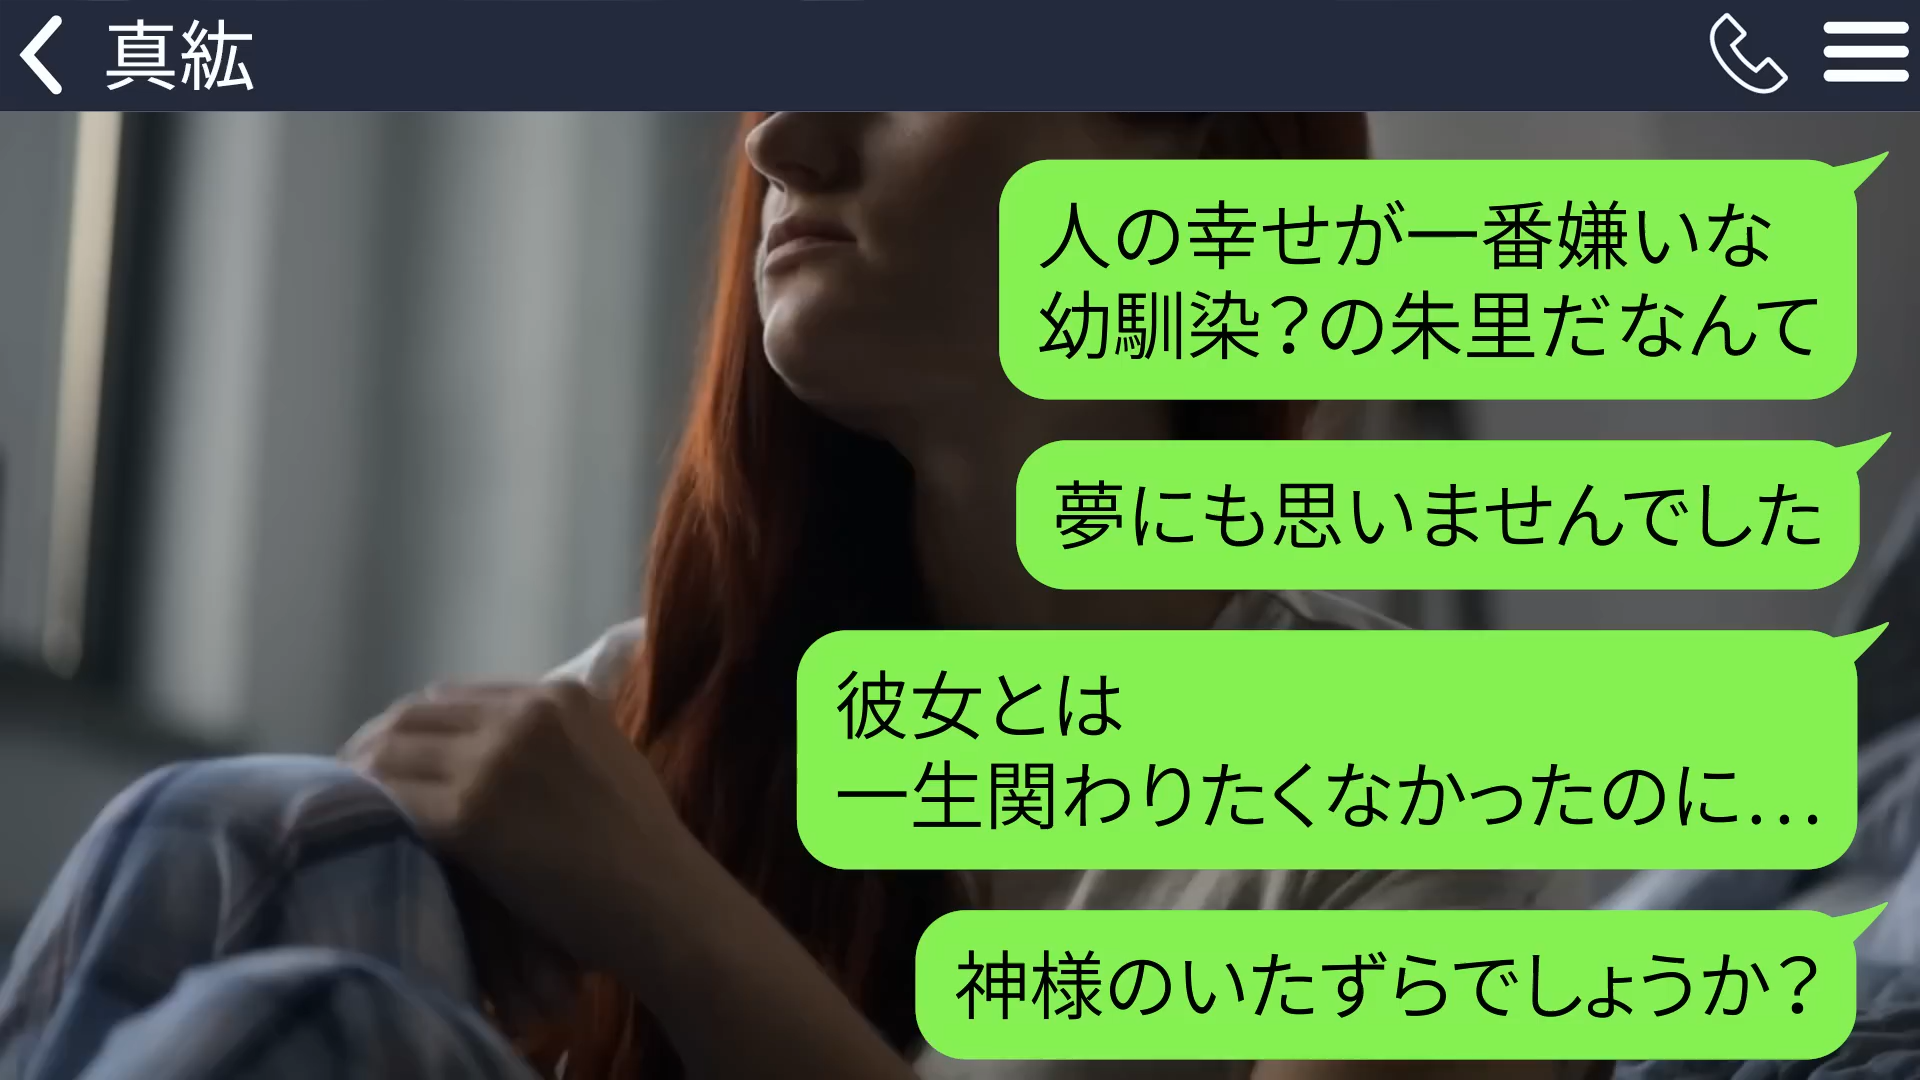 真紘
人の幸せが一番嫌いな
幼馴染？の朱里だなんて
夢にも思いませんでした
彼女とは
一生関わりたくなかったのに…
神様のいたずらでしょうか？